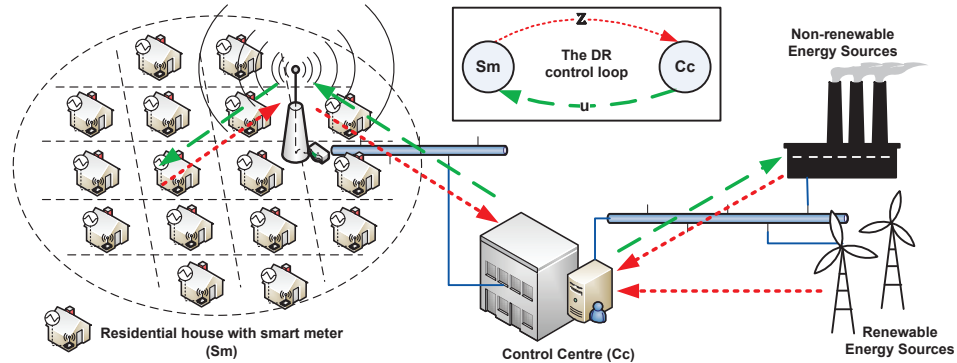 Z
Sm
The DR
control loop
Cc
u
Non-renewable
Energy Sources
Residential house with smart meter
(Sm)
Control Centre (Cc)
Renewable
Energy Sources